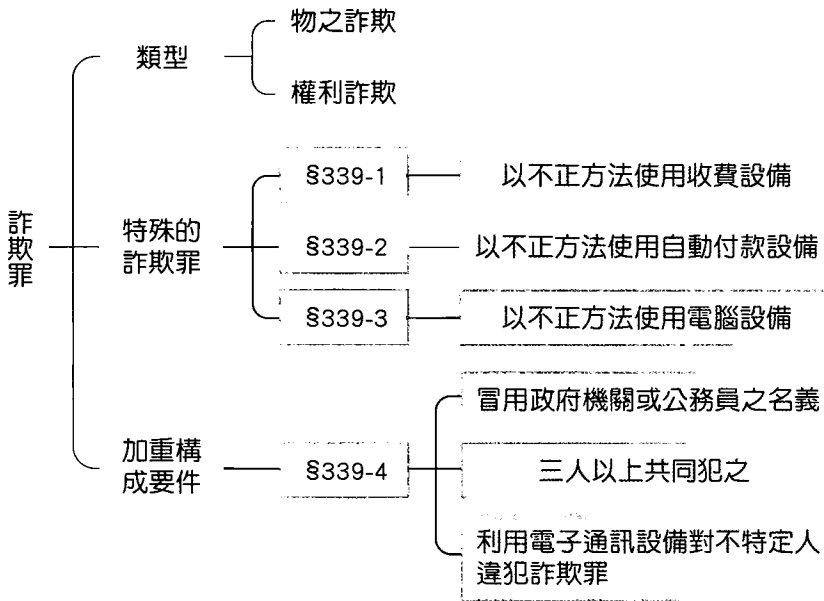 詐欺罪
類型
物之詐欺
權利詐欺
特殊的
詐欺罪
§339-1
以不正方法使用收費設備
§339-2
以不正方法使用自動付款設備
§339-3
以不正方法使用電腦設備
加重構
成要件
§339-4
冒用政府機關或公務員之名義
三人以上共同犯之
利用電子通訊設備對不特定人
違犯詐欺罪